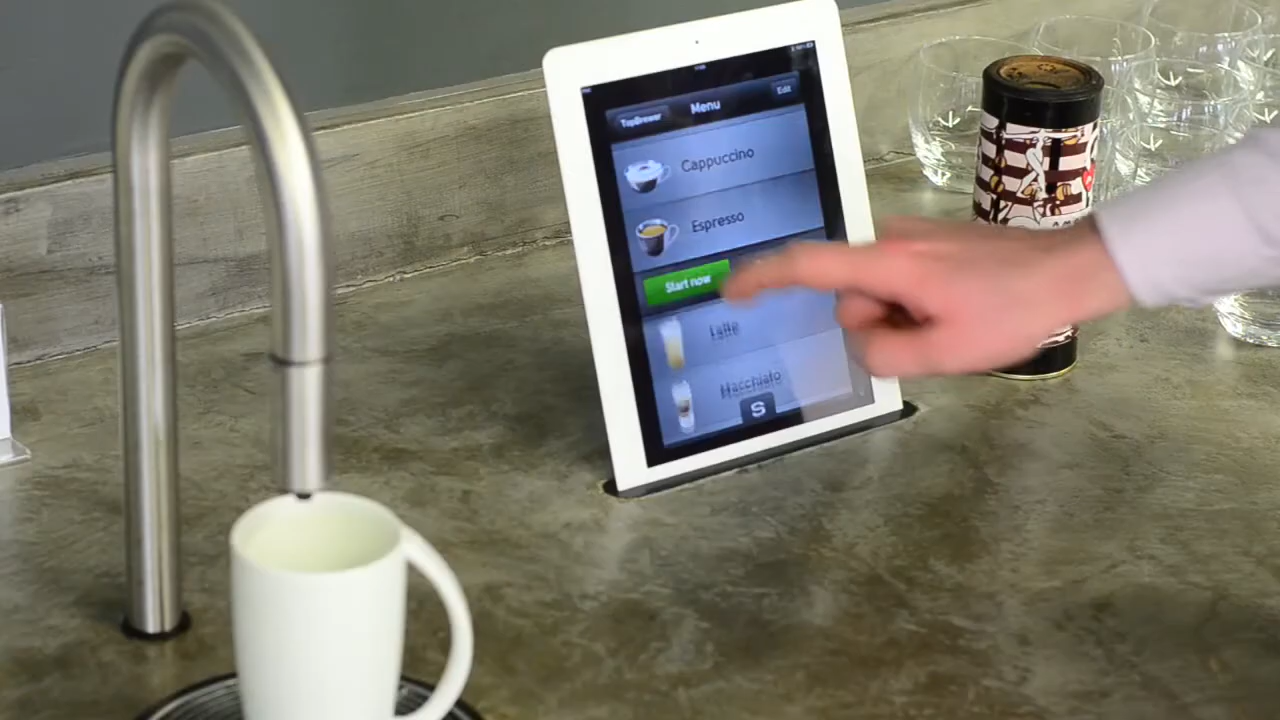 TopBrewer
Menu
Edit
Cappuccino
Espresso
Start now
Latte
Macchiato
S